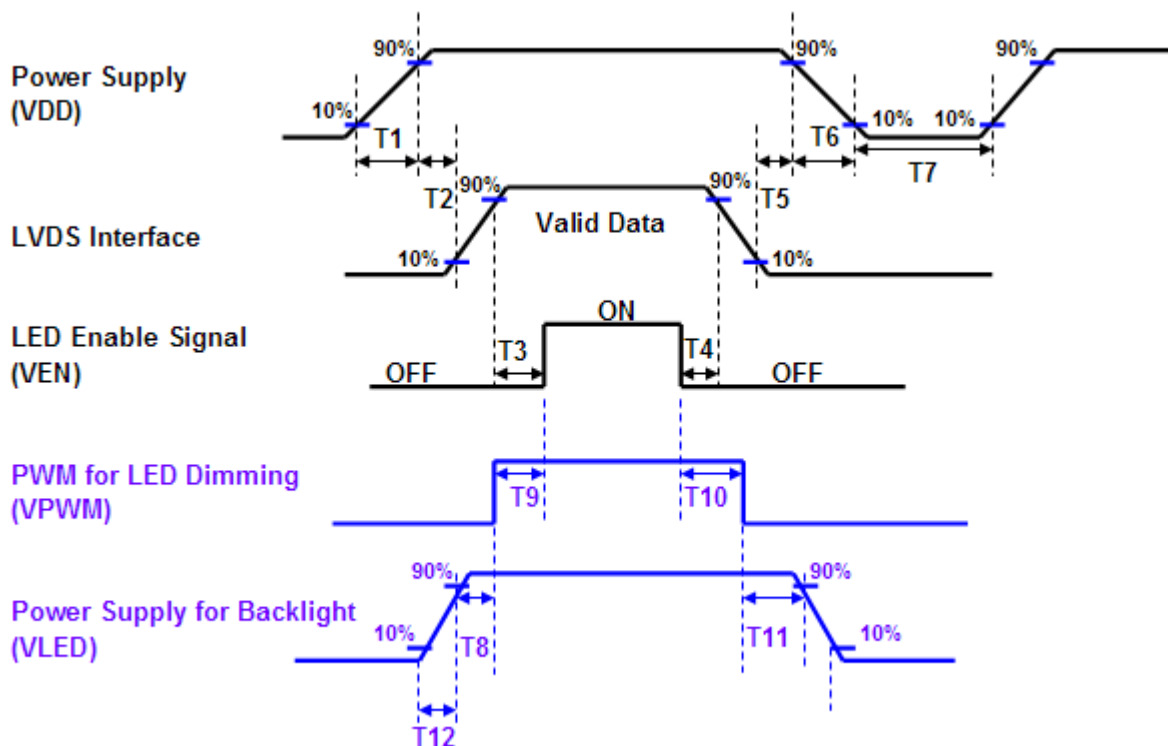 90% 90% 90%
Power Supply
(VDD)
10% 10% 10%
T1 T6
T7
T2 T5
90% 90%
Valid Data
LVDS Interface
10% 10%
ON
LED Enable Signal
(VEN)
T3 T4
OFF OFF
PWM for LED Dimming
(VPWM)
T9 T10
90% 90%
Power Supply for Backlight
(VLED)
10% 10%
T8 T11
T12